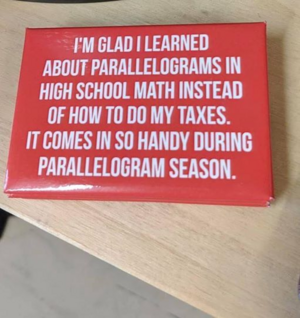 I'M GLAD I LEARNED
ABOUT PARALLELOGRAMS IN
HIGH SCHOOL MATH INSTEAD
OF HOW TO DO MY TAXES.
IT COMES IN SO HANDY DURING
PARALLELOGRAM SEASON.